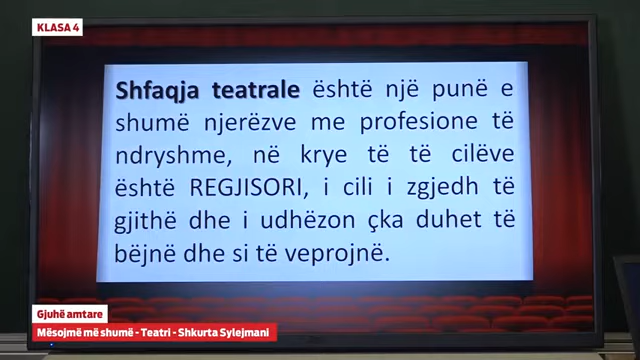 KLASA 4
Shfaqja teatrale është një punë e
shumë njerëzve me profesione të
ndryshme, në krye të të cilëve
është REGJISORI, i cili i zgjedh të
gjithë dhe i udhëzon çka duhet të
bëjnë dhe si të veprojnë.
Gjuhë amtare
Mësojmë më shumë - Teatri - Shkurta Sylejmani